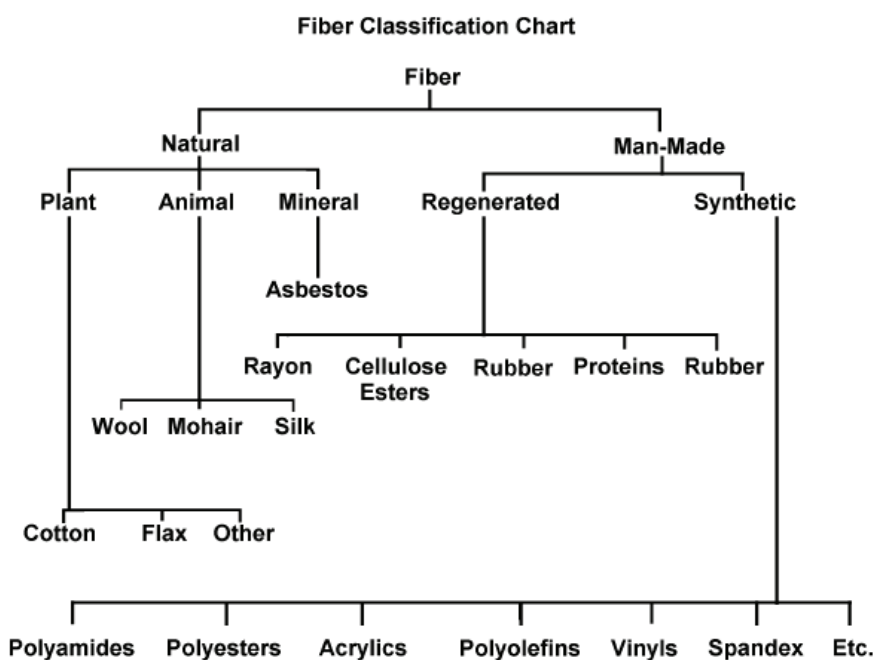 Fiber Classification Chart
Fiber
Natural
Man-Made
Plant Animal Mineral Regenerated Synthetic
Asbestos
Rayon Cellulose Esters Rubber Proteins Rubber
Wool Mohair Silk
Cotton Flax Other
Polyamides Polyesters Acrylics Polyolefins Vinyls Spandex Etc.